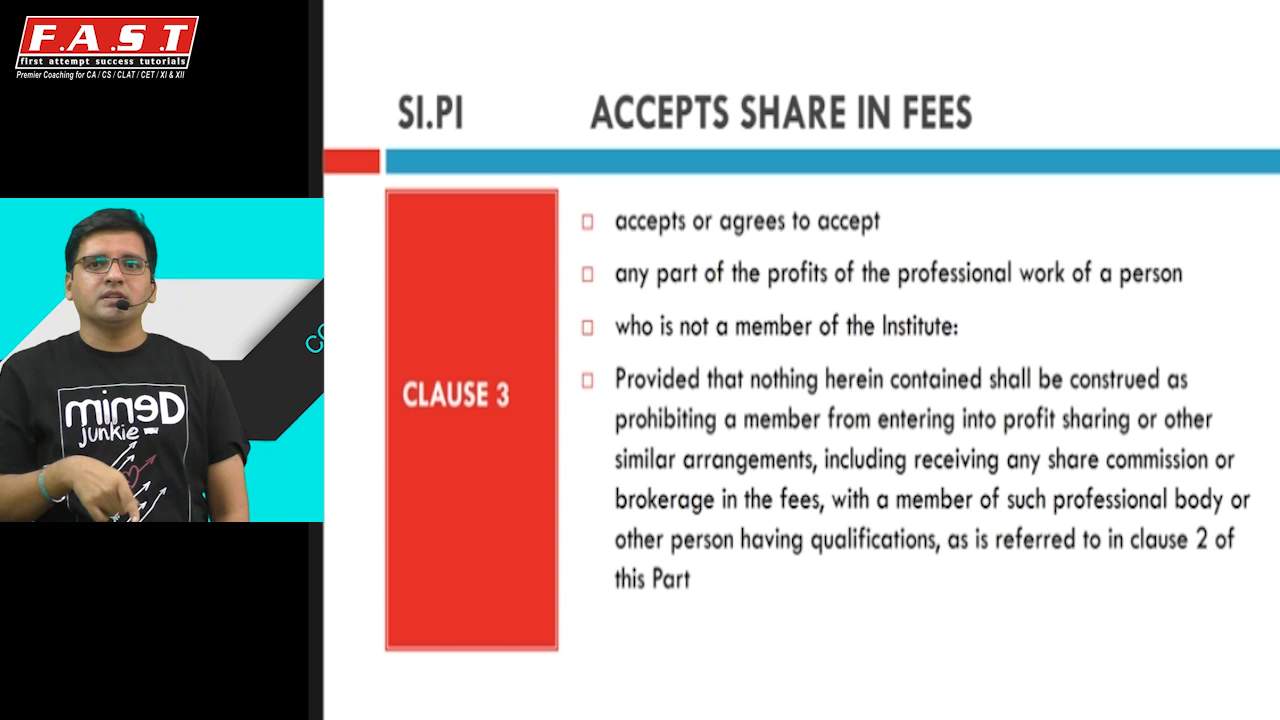 F.A.S.T
first attempt success tutorials
Premier Coaching for CA / CS / CLAT / CET / XI & XII
SI.PI
ACCEPTS SHARE IN FEES
CLAUSE 3
accepts or agrees to accept
any part of the profits of the professional work of a person
who is not a member of the Institute:
Provided that nothing herein contained shall be construed as
prohibiting a member from entering into profit sharing or other
similar arrangements, including receiving any share commission or
brokerage in the fees, with a member of such professional body or
other person having qualifications, as is referred to in clause 2 of
this Part
Denim
junkie